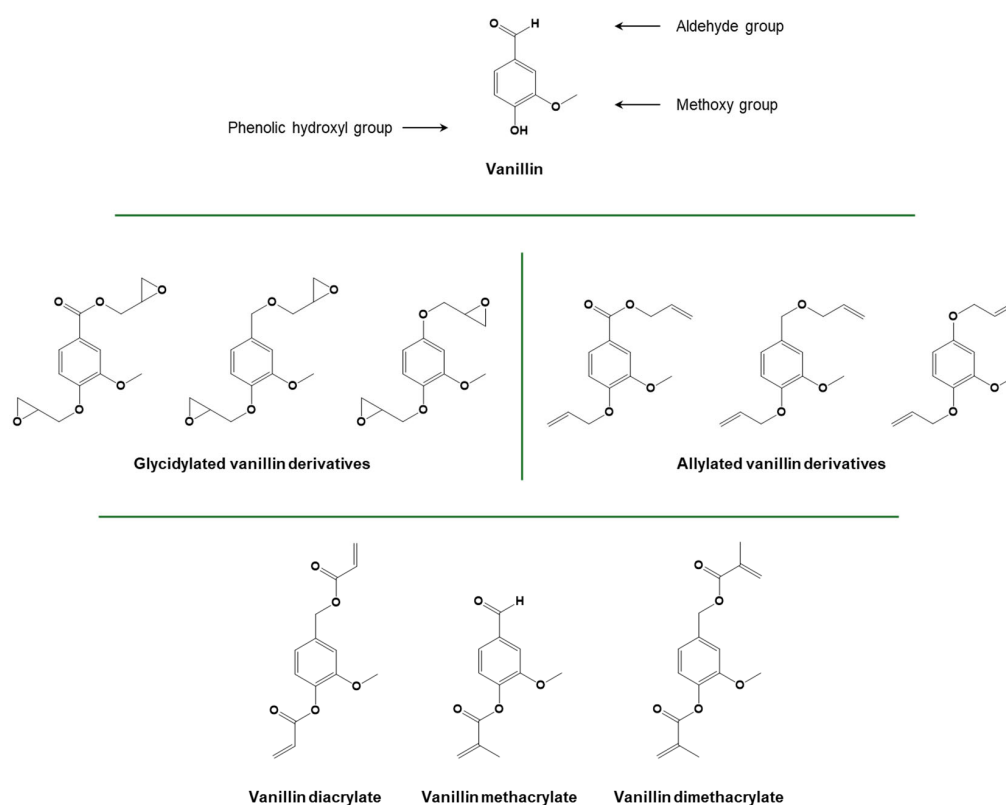 O H
Aldehyde group
O
Methoxy group
Phenolic hydroxyl group
OH
Vanillin
O O O
O O
O O O
O O O
O O O
Glycidylated vanillin derivatives
O O O
O
O O O
O O O
Allylated vanillin derivatives
O
O
O
O
O
Vanillin diacrylate
O H
O
O
O
Vanillin methacrylate
O
O
O
O
O
Vanillin dimethacrylate